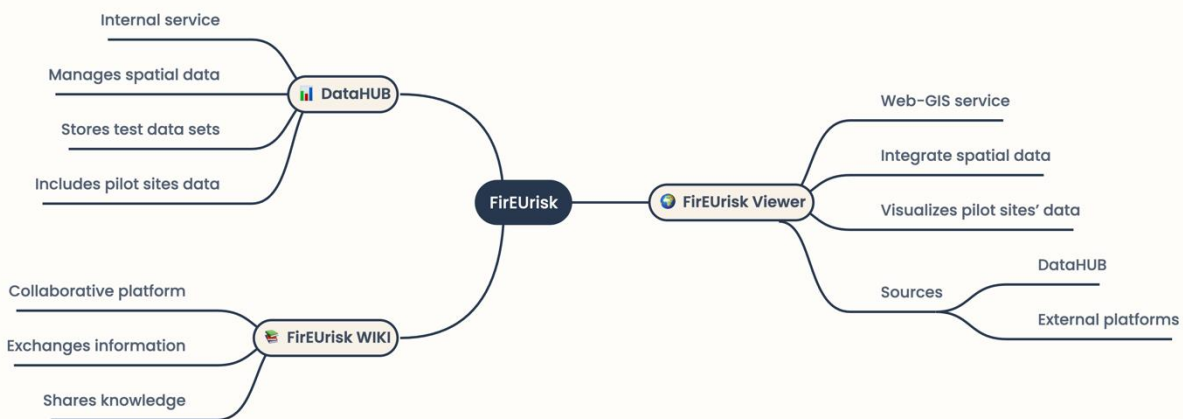 Internal service
Manages spatial data
Stores test data sets
Includes pilot sites data
DataHUB
Collaborative platform
Exchanges information
Shares knowledge
FirEUrisk WIKI
FirEUrisk
FirEUrisk Viewer
Web-GIS service
Integrate spatial data
Visualizes pilot sites’ data
Sources
DataHUB
External platforms